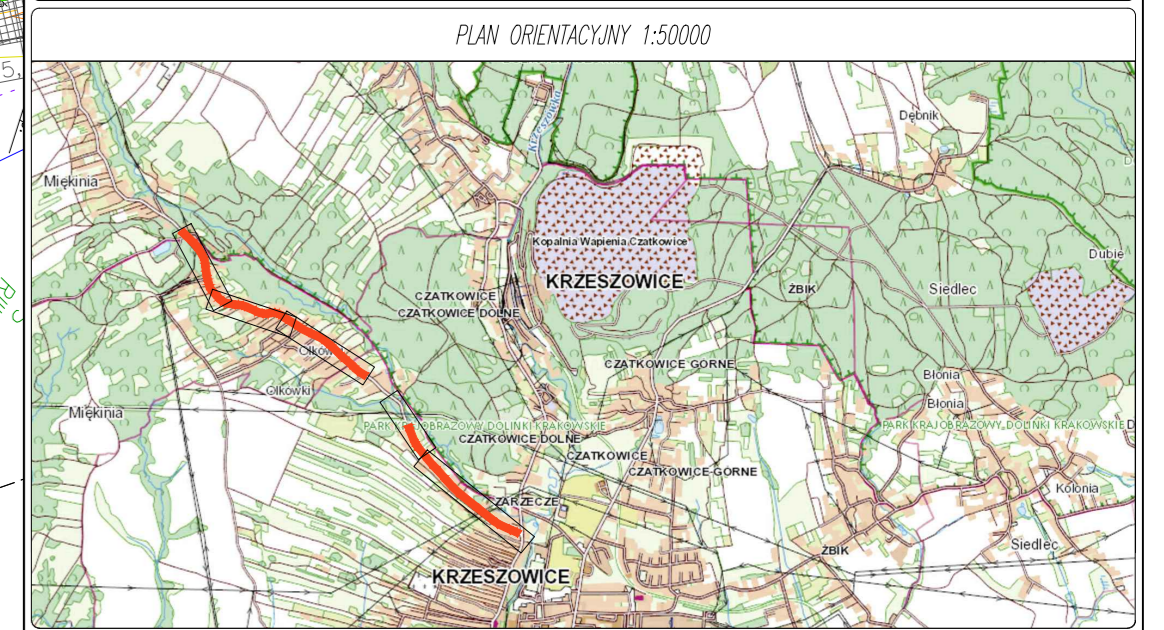 PLAN ORIENTACYJNY 1:50000
Krzeszówka
Dębnik
Miękinia
Kopalnia Wapienia Czatkowice
Dubie
KRZESZOWICE
ŻBIK
Siedlec
CZATKOWICE
CZATKOWICE DOLNE
CZATKOWICE GÓRNE
Błonia
Olkówki
Błonia
Miękinia
PARK KRAJOBRAZOWY DOLINKI KRAKOWSKIE
PARK KRAJOBRAZOWY DOLINKI KRAKOWSKIE D
CZATKOWICE DOLNE
CZATKOWICE
CZATKOWICE GÓRNE
Kolonia
ZARZECZE
Siedlec
ŻBIK
KRZESZOWICE